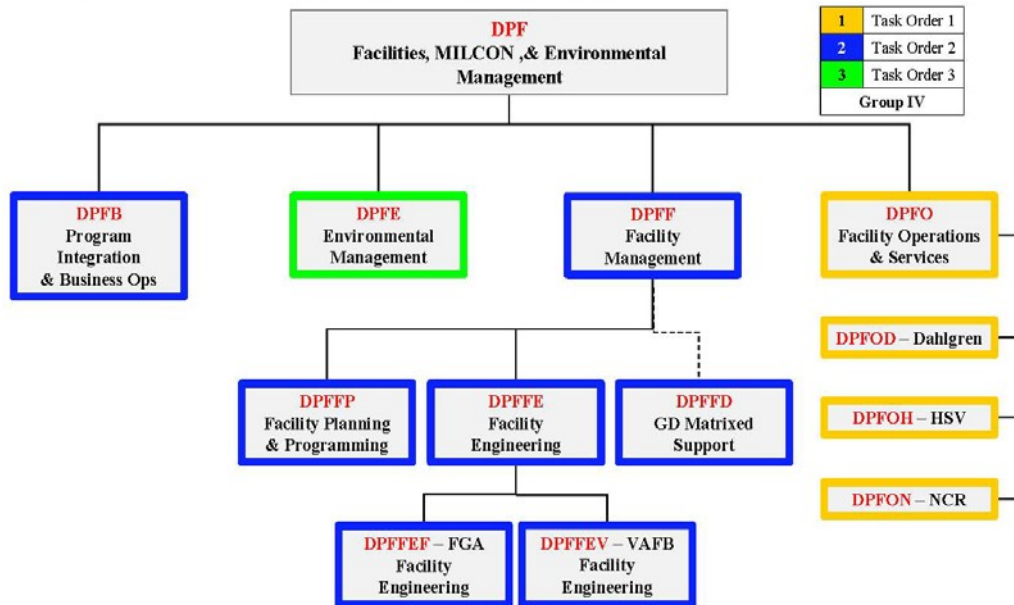 DPF
Facilities, MILCON ,& Environmental
Management
1 Task Order 1
2 Task Order 2
3 Task Order 3
Group IV
DPFB
Program
Integration
& Business Ops
DPFE
Environmental
Management
DPFF
Facility
Management
DPFO
Facility Operations
& Services
DPFOD – Dahlgren
DPFOH – HSV
DPFON – NCR
DPFFP
Facility Planning
& Programming
DPFFE
Facility
Engineering
DPFFD
GD Matrixed
Support
DPFFEF – FGA
Facility
Engineering
DPFFEV – VAFB
Facility
Engineering